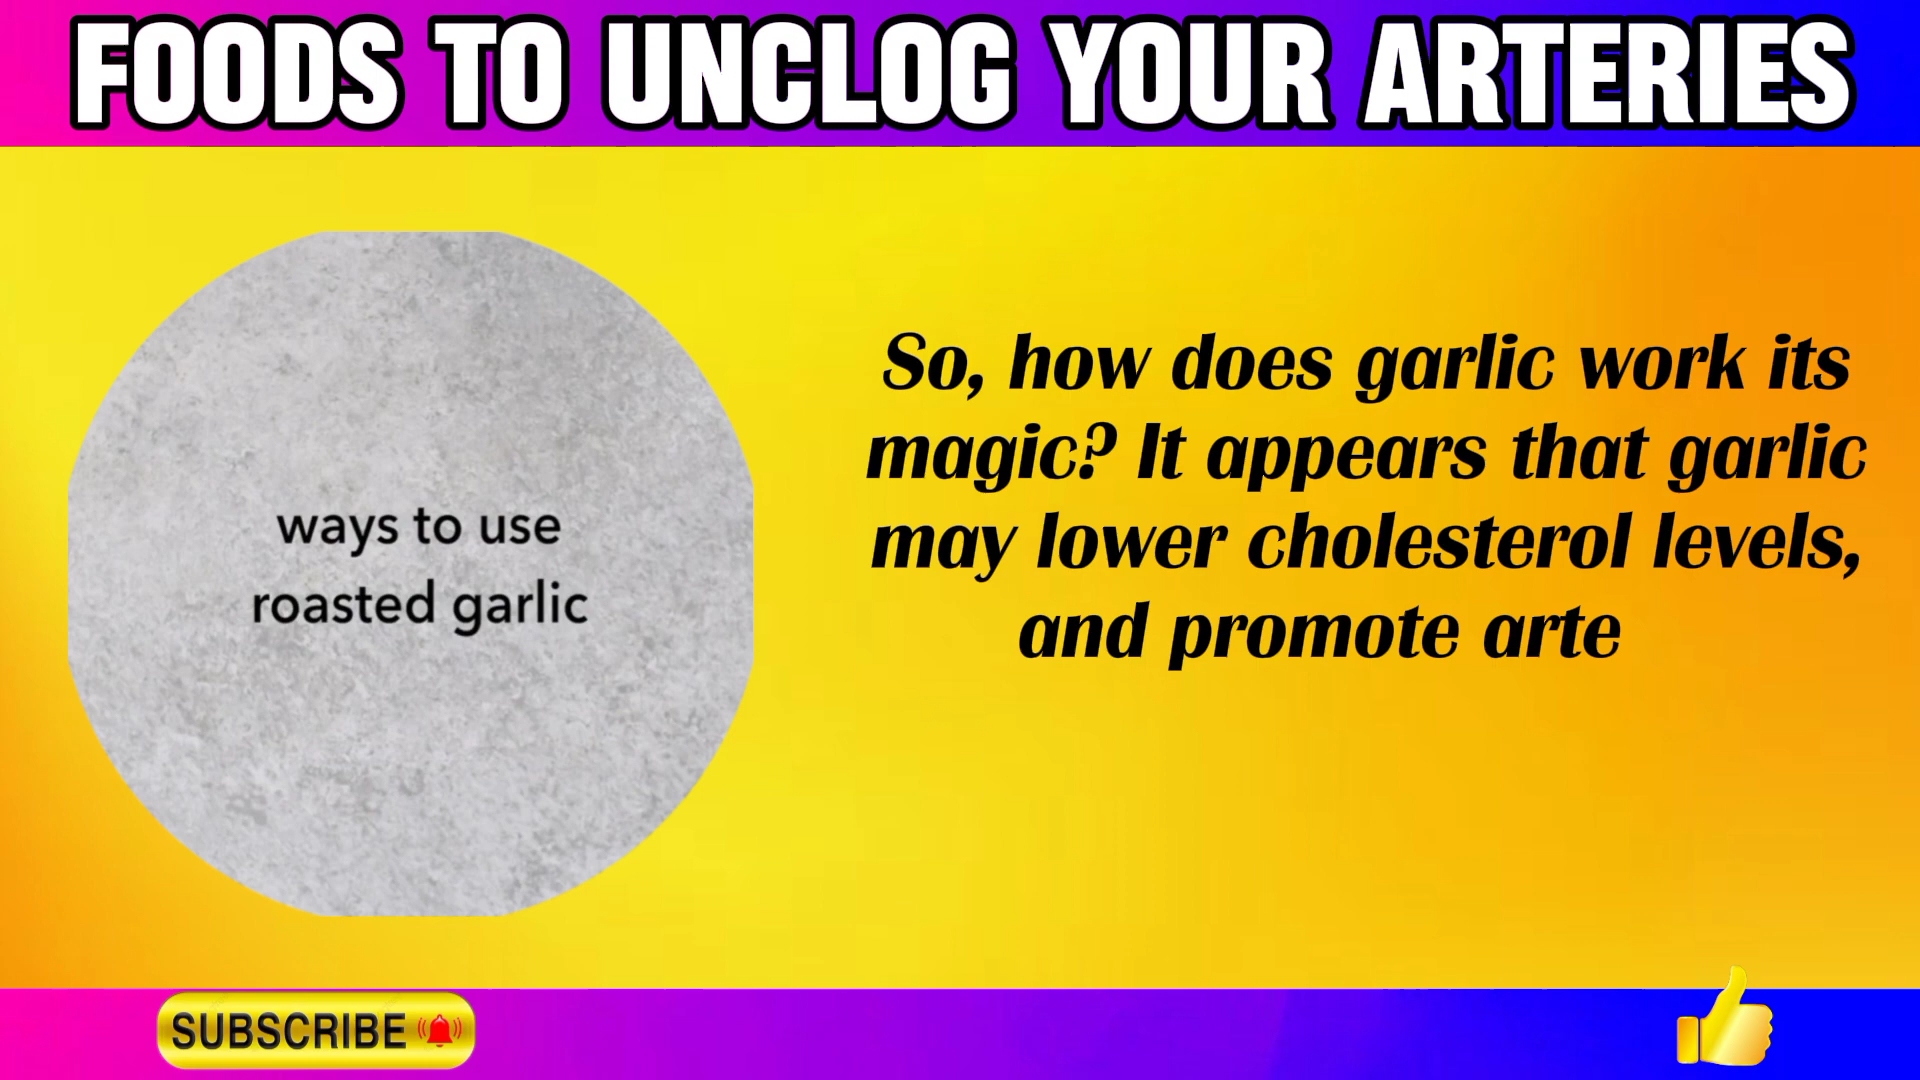 FOODS TO UNCLOG YOUR ARTERIES
ways to use
roasted garlic
So, how does garlic work its
magic? It appears that garlic
may lower cholesterol levels,
and promote arte
SUBSCRIBE